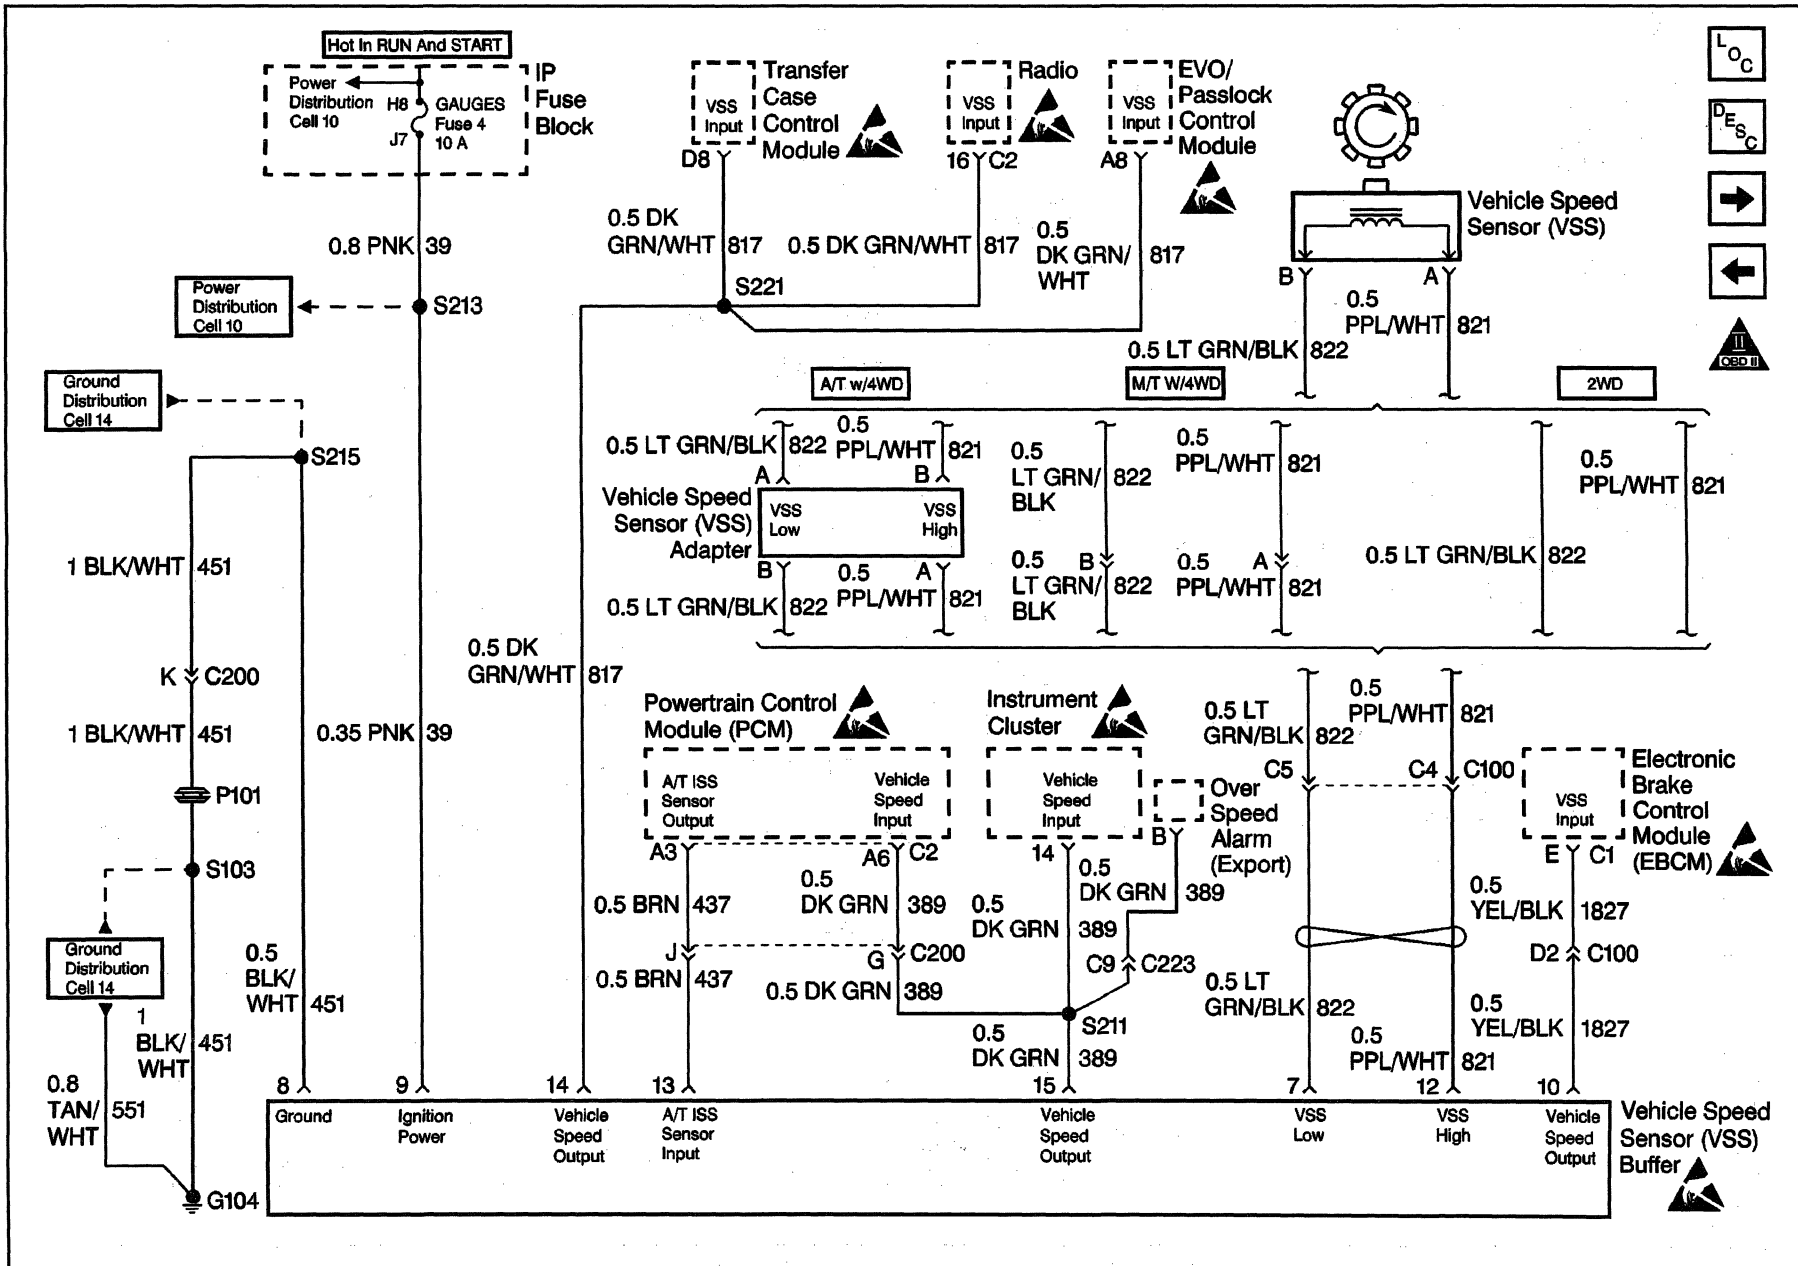 Hot In RUN And START
Power
Distribution
Cell 10
H8
J7
GAUGES
Fuse 4
10 A
IP
Fuse
Block
VSS
Input
D8
Transfer
Case
Control
Module
VSS
Input
16
C2
Radio
VSS
Input
A8
EVO/
Passlock
Control
Module
Vehicle Speed
Sensor (VSS)
B
A
LOC
DESC
II
OBD II
0.8 PNK 39
0.5 DK
GRN/WHT 817
0.5 DK GRN/WHT 817
0.5
DK GRN/
WHT
817
Power
Distribution
Cell 10
S213
S221
0.5
PPL/WHT 821
0.5 LT GRN/BLK 822
Ground
Distribution
Cell 14
S215
A/T w/4WD
M/T W/4WD
2WD
0.5 LT GRN/BLK 822
0.5
PPL/WHT 821
A
B
Vehicle Speed
Sensor (VSS)
Adapter
VSS
Low
VSS
High
B
A
0.5 LT GRN/BLK 822
0.5
PPL/WHT 821
0.5
LT GRN/
BLK
822
0.5
PPL/WHT 821
B
A
0.5
LT GRN/
BLK
822
0.5
PPL/WHT 821
0.5 LT GRN/BLK 822
0.5
PPL/WHT 821
1 BLK/WHT 451
K
C200
1 BLK/WHT 451
0.35 PNK 39
0.5 DK
GRN/WHT 817
P101
S103
Ground
Distribution
Cell 14
1
BLK/
WHT
451
0.8
TAN/
WHT
551
G104
0.5
BLK/
WHT 451
Powertrain Control
Module (PCM)
A/T ISS
Sensor
Output
Vehicle
Speed
Input
A3
A6
C2
0.5 BRN 437
0.5
DK GRN 389
J
G
C200
0.5 BRN 437
0.5 DK GRN 389
Instrument
Cluster
Vehicle
Speed
Input
14
0.5
DK GRN 389
B
Over
Speed
Alarm
(Export)
0.5
DK GRN 389
C9
C223
S211
0.5
DK GRN 389
0.5 LT
GRN/BLK 822
0.5
PPL/WHT 821
C5
C4
C100
0.5 LT
GRN/BLK 822
0.5
PPL/WHT 821
VSS
Input
Electronic
Brake
Control
Module
(EBCM)
E
C1
0.5
YEL/BLK 1827
D2
C100
0.5
YEL/BLK 1827
8
9
14
13
15
7
12
10
Ground
Ignition
Power
Vehicle
Speed
Output
A/T ISS
Sensor
Input
Vehicle
Speed
Output
VSS
Low
VSS
High
Vehicle
Speed
Output
Vehicle Speed
Sensor (VSS)
Buffer